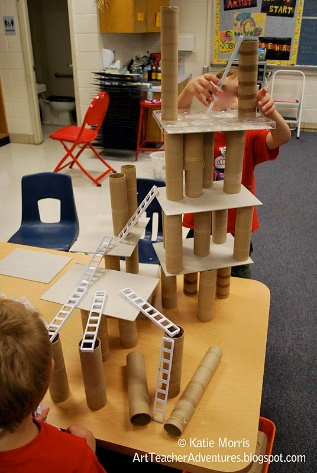 © Katie Morris
ArtTeacherAdventures.blogspot.com